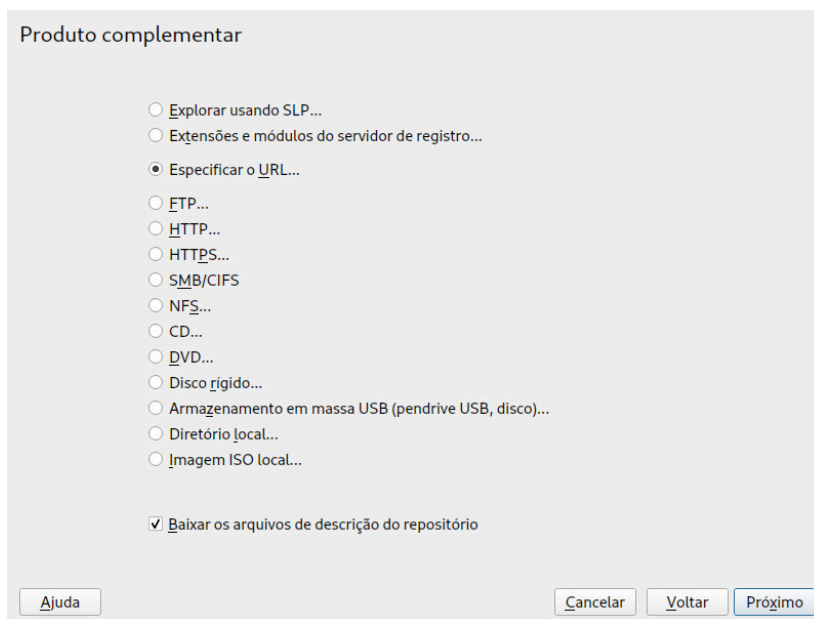 Produto complementar
Explorar usando SLP...
Extensões e módulos do servidor de registro...
Especificar o URL...
FTP...
HTTP...
HTTPS...
SMB/CIFS
NFS...
CD...
DVD...
Disco rígido...
Armazenamento em massa USB (pendrive USB, disco)...
Diretório local...
Imagem ISO local...
Baixar os arquivos de descrição do repositório
Ajuda Cancelar Voltar Próximo